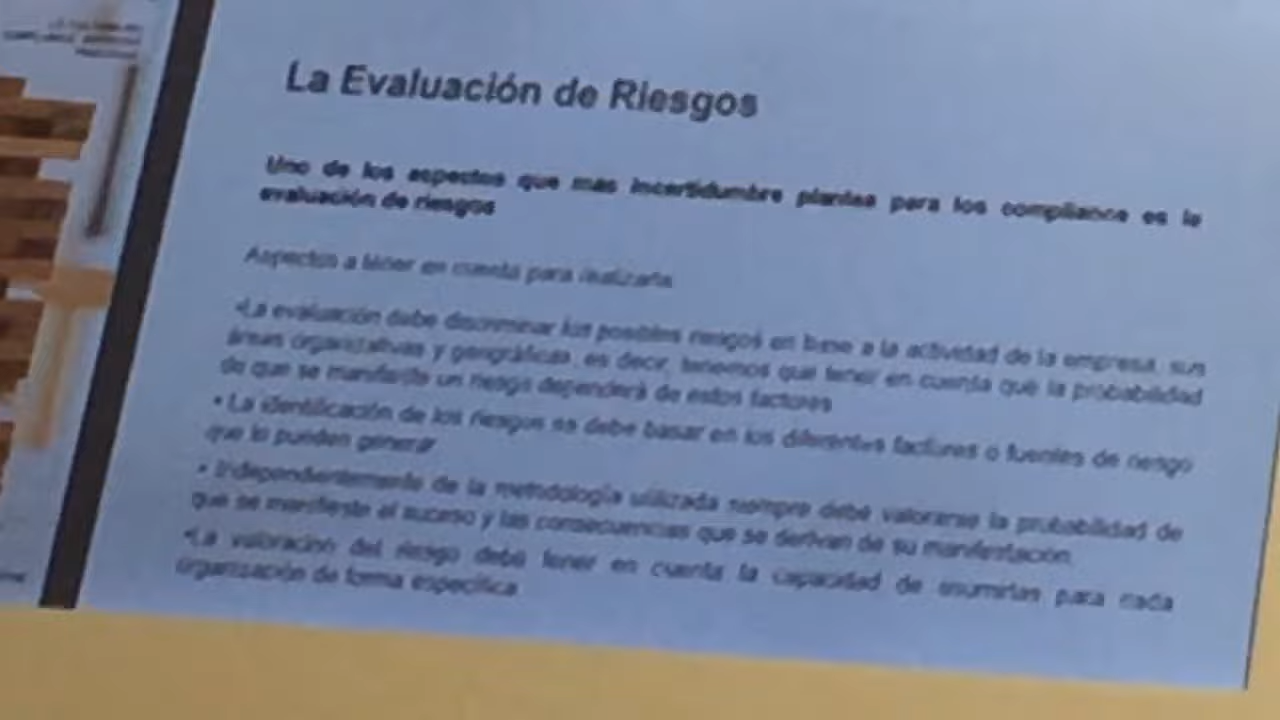 La Evaluación de Riesgos
Uno de los aspectos que mas incertidumbre plantea para los compliance es la
evaluación de riesgos
Aspectos a tener en cuenta para realizarla
•La evaluación debe discriminar los posibles riesgos en base a la actividad de la empresa, sus
áreas organizativas y geográficas, es decir, tenemos que tener en cuenta que la probabilidad
de que se manifieste un riesgo dependerá de estos factores
• La identificación de los riesgos se debe basar en los diferentes factores o fuentes de riesgo
que lo pueden generar
• Independientemente de la metodología utilizada siempre debe valorarse la probabilidad de
que se manifieste el suceso y las consecuencias que se derivan de su manifestación.
•La valoración del riesgo debe tener en cuenta la capacidad de asumirlas para cada
organización de forma específica